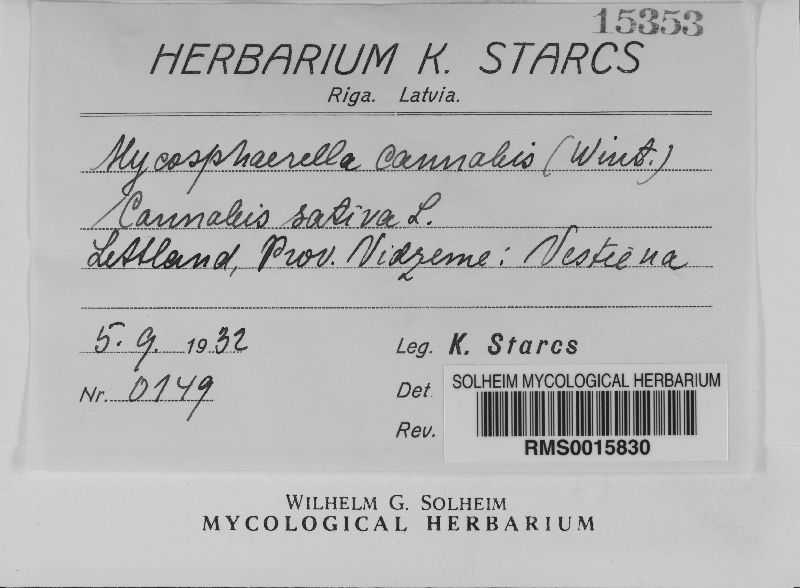 15353
HERBARIUM K. STARCS
Riga. Latvia.
Mycosphaerella cannabis (Wint.)
Cannabis sativa L.
Lettland, Prov. Vidzeme: Vestiena
5. 9. 1932
Leg. K. Starcs
Nr. 0149
Det
Rev.
SOLHEIM MYCOLOGICAL HERBARIUM
RMS0015830
WILHELM G. SOLHEIM
MYCOLOGICAL HERBARIUM